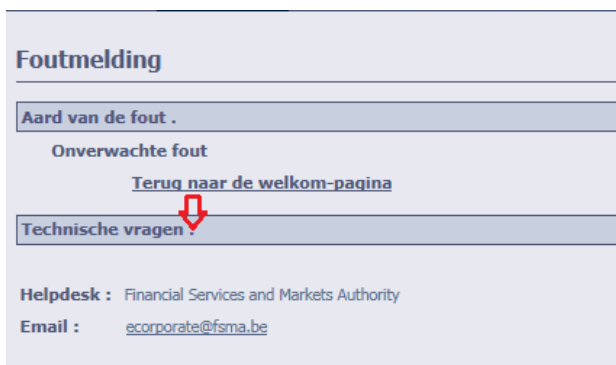 Foutmelding
Aard van de fout .
Onverwachte fout
Terug naar de welkom-pagina
Technische vragen .
Helpdesk : Financial Services and Markets Authority
Email : ecorporate@fsma.be